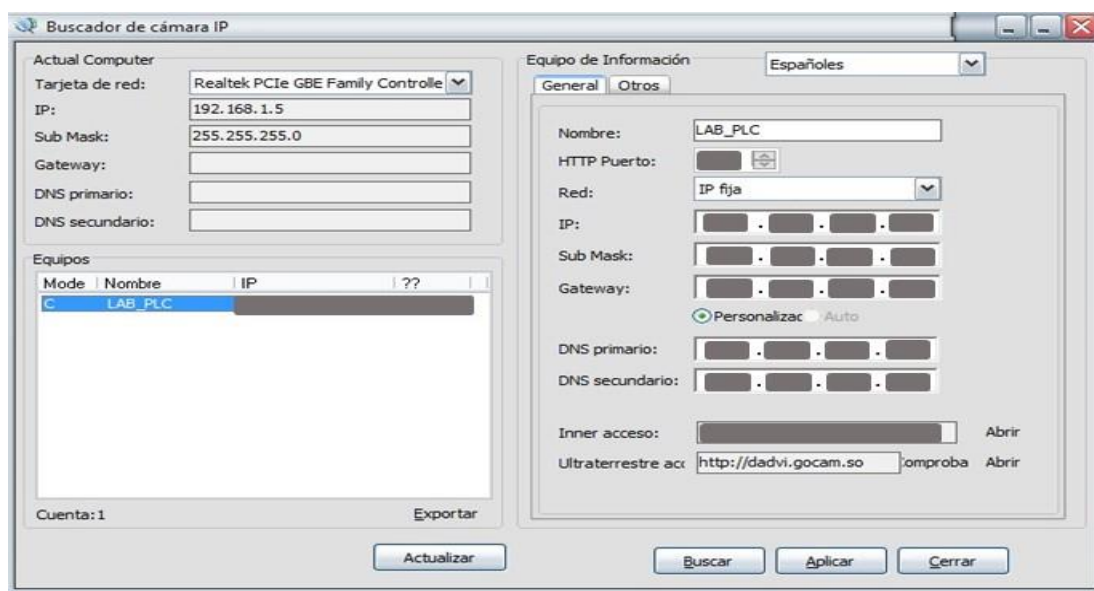 Buscador de cámara IP
Actual Computer
Tarjeta de red: Realtek PCIe GBE Family Controlle
IP: 192.168.1.5
Sub Mask: 255.255.255.0
Gateway:
DNS primario:
DNS secundario:
Equipos
Mode Nombre IP ??
C LAB_PLC
Cuenta:1 Exportar
Actualizar
Equipo de Información Españoles
General Otros
Nombre: LAB_PLC
HTTP Puerto:
Red: IP fija
IP:
Sub Mask:
Gateway:
Personalizac Auto
DNS primario:
DNS secundario:
Inner acceso: Abrir
Ultraterrestre acc http://dadvi.gocam.so Comproba Abrir
Buscar Aplicar Cerrar